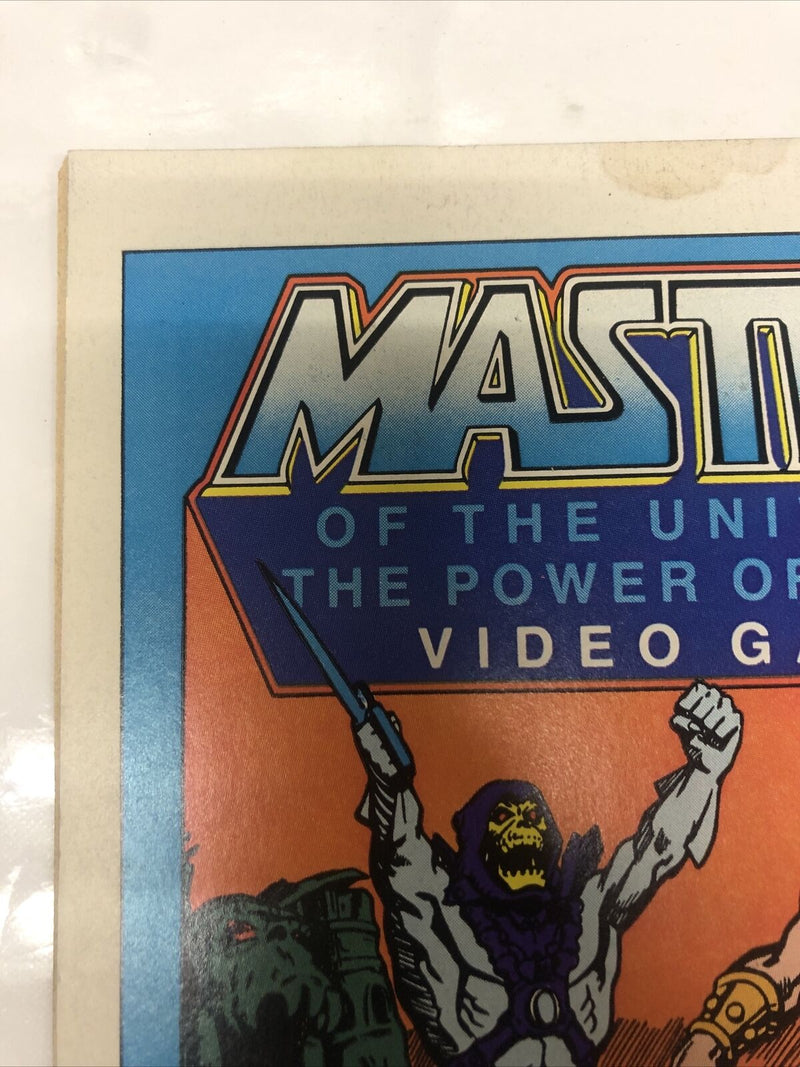 MAST
OF THE UNI
THE POWER OF
VIDEO GA